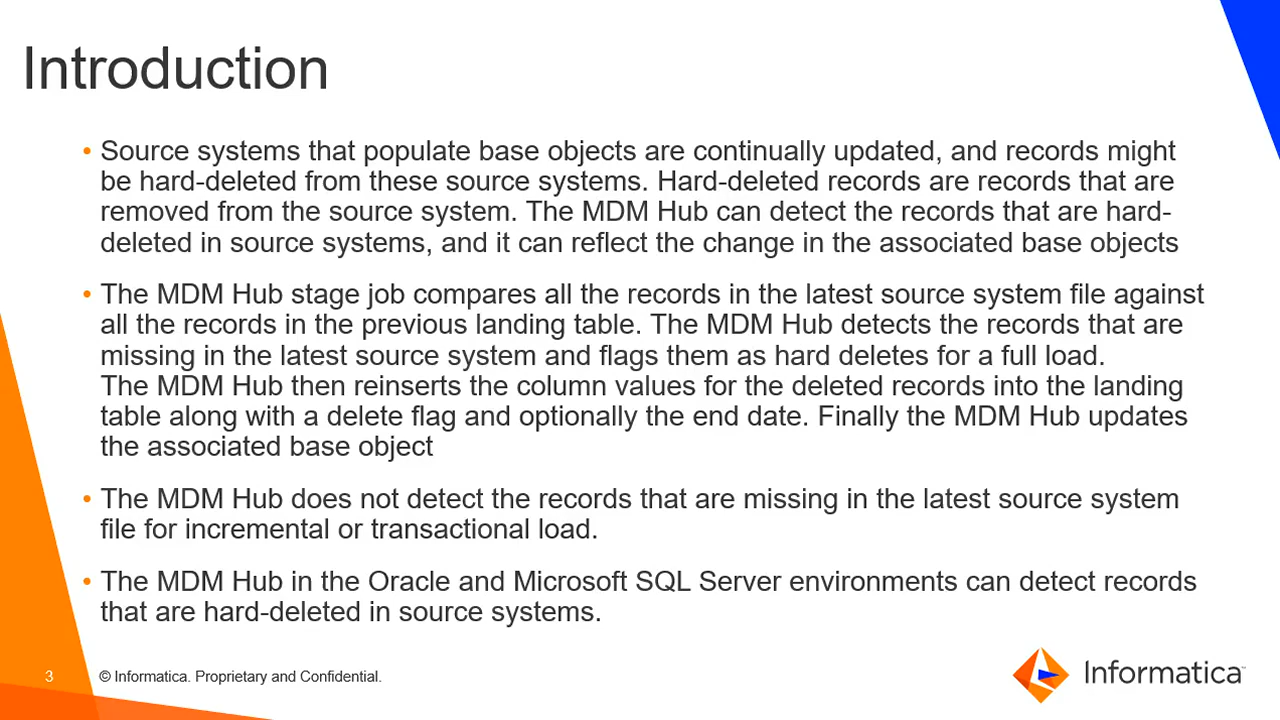 Introduction
• Source systems that populate base objects are continually updated, and records might
be hard-deleted from these source systems. Hard-deleted records are records that are
removed from the source system. The MDM Hub can detect the records that are hard-
deleted in source systems, and it can reflect the change in the associated base objects
• The MDM Hub stage job compares all the records in the latest source system file against
all the records in the previous landing table. The MDM Hub detects the records that are
missing in the latest source system and flags them as hard deletes for a full load.
The MDM Hub then reinserts the column values for the deleted records into the landing
table along with a delete flag and optionally the end date. Finally the MDM Hub updates
the associated base object
• The MDM Hub does not detect the records that are missing in the latest source system
file for incremental or transactional load.
• The MDM Hub in the Oracle and Microsoft SQL Server environments can detect records
that are hard-deleted in source systems.
3 © Informatica. Proprietary and Confidential.
Informatica™